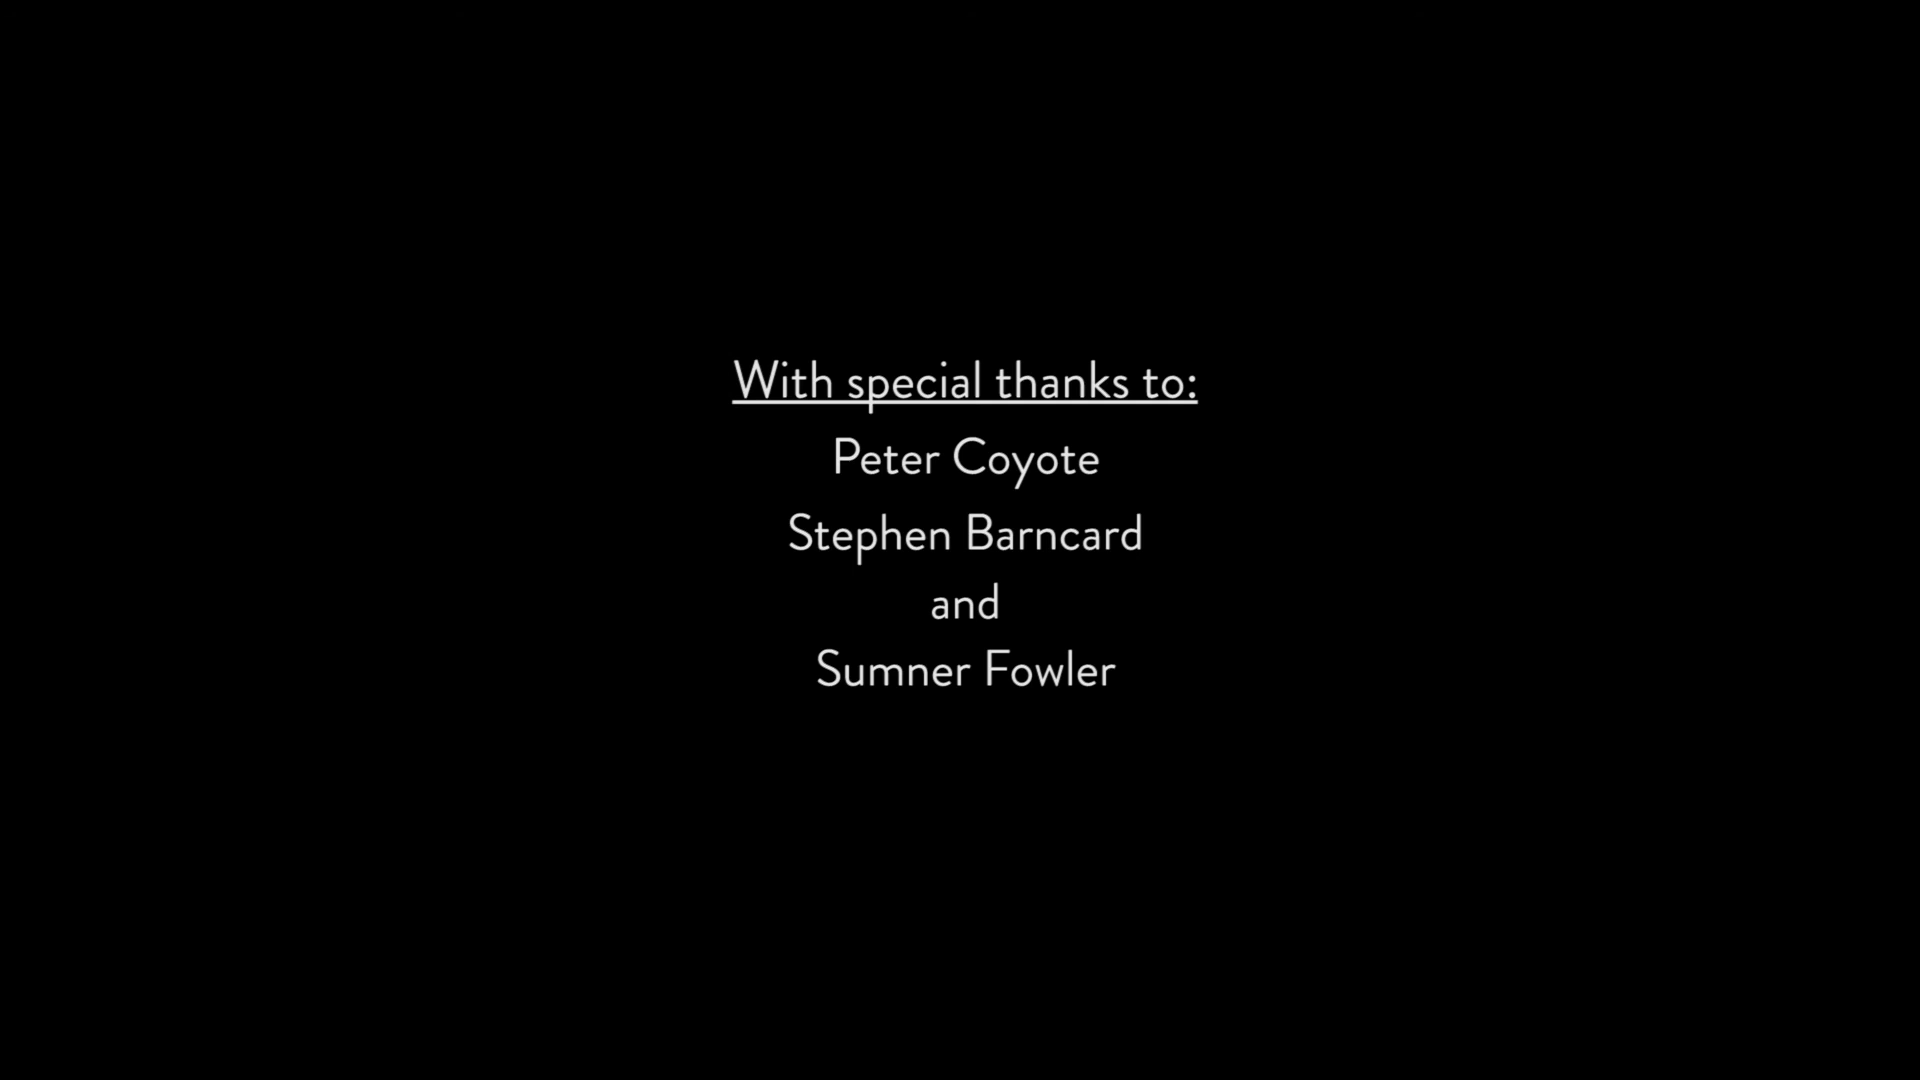 With special thanks to:
Peter Coyote
Stephen Barncard
and
Sumner Fowler